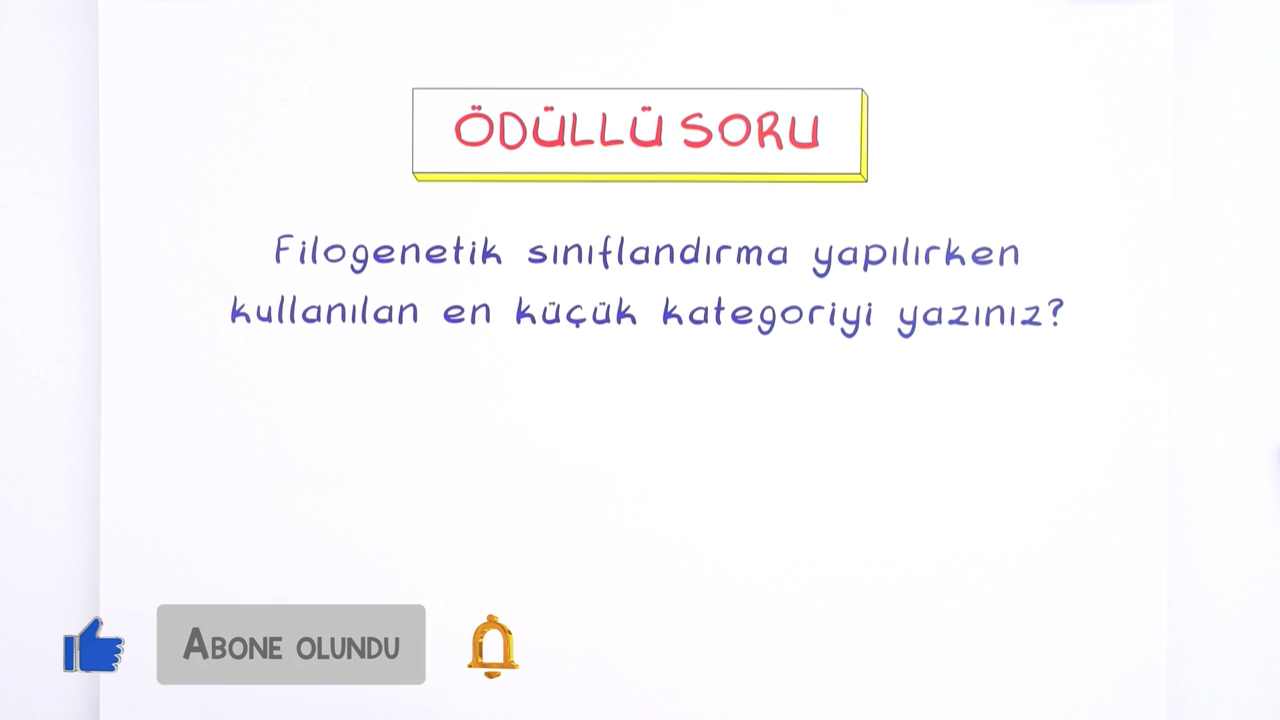 ÖDÜLLÜ SORU
Filogenetik sınıflandırma yapılırken
kullanılan en küçük kategoriyi yazınız?
ABONE OLUNDU